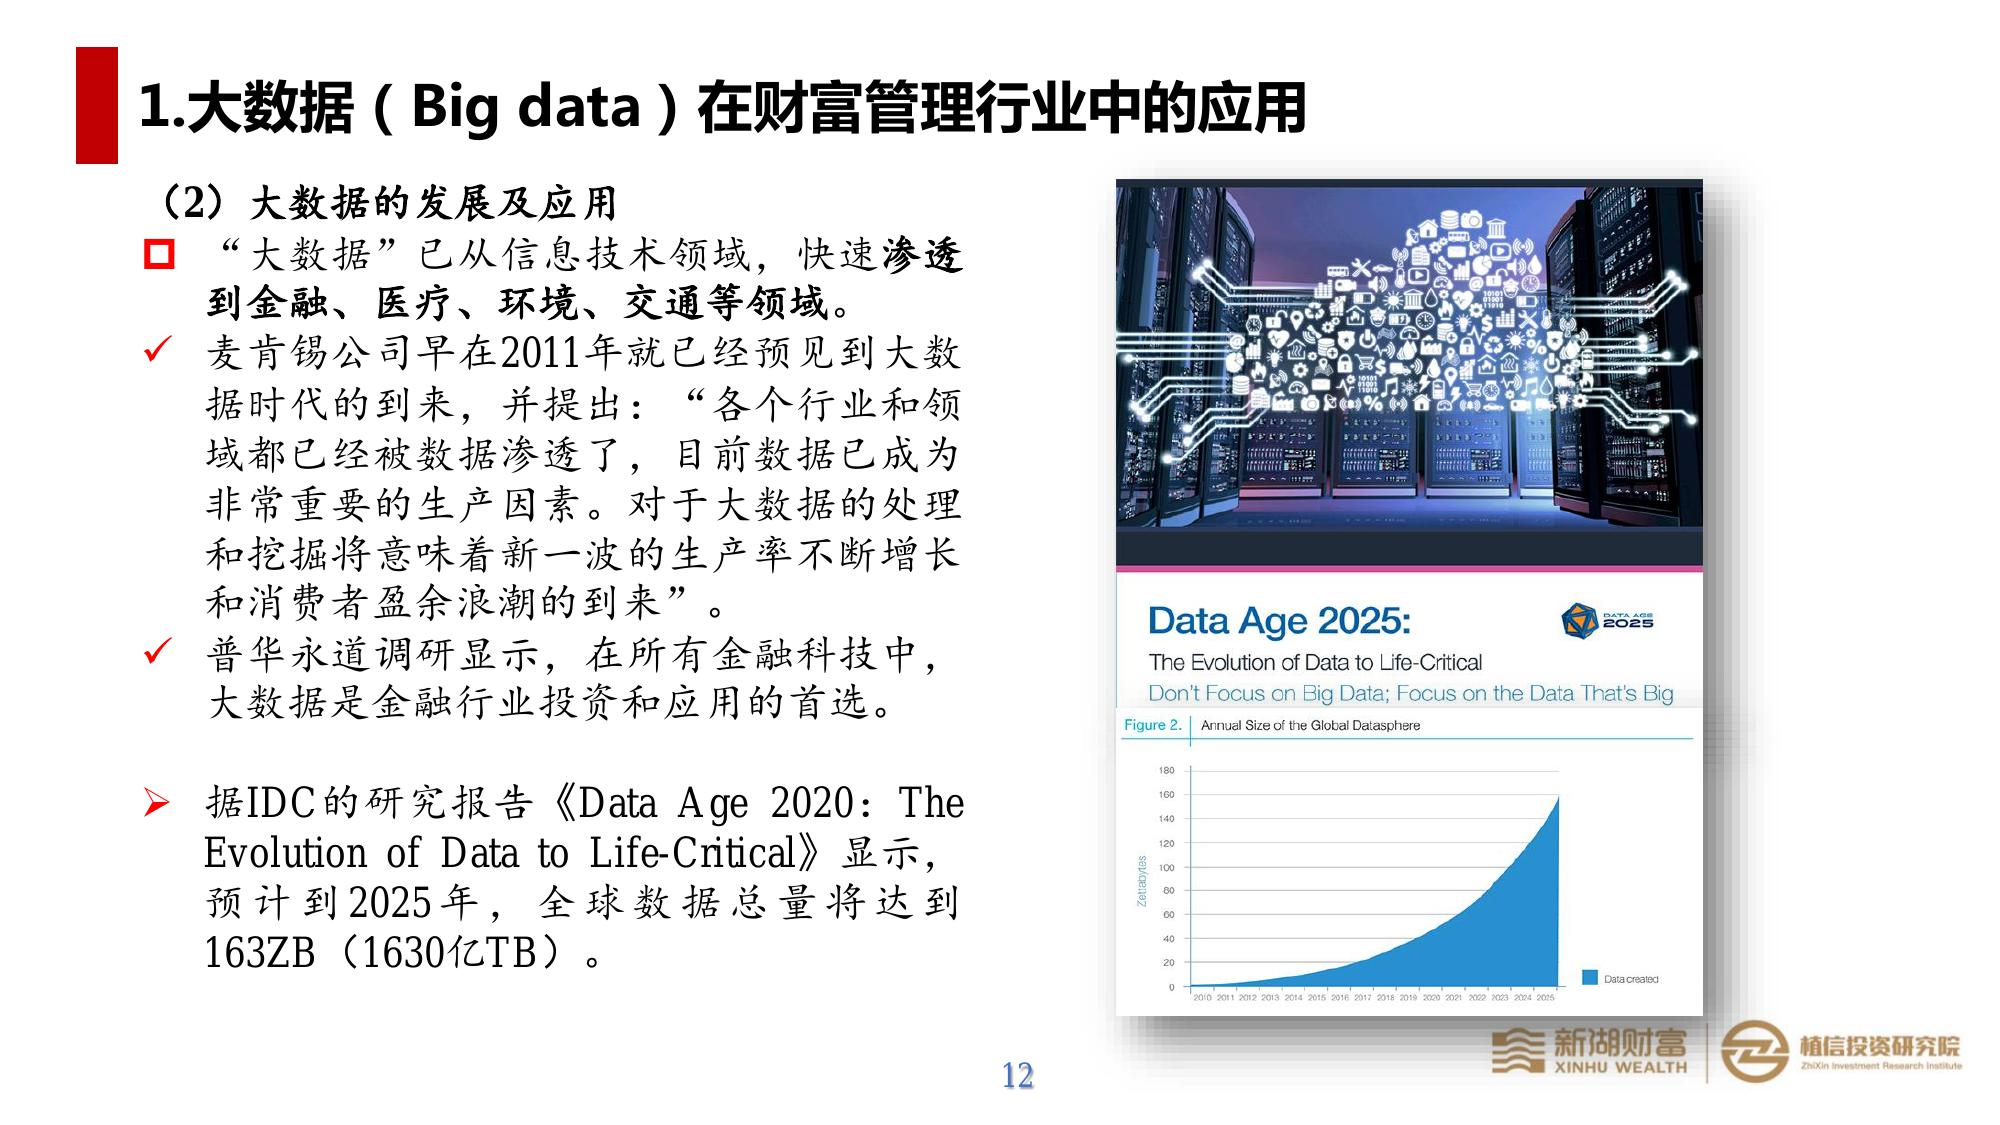 1.大数据（Big data）在财富管理行业中的应用
（2）大数据的发展及应用
“大数据”已从信息技术领域，快速渗透
到金融、医疗、环境、交通等领域。
麦肯锡公司早在2011年就已经预见到大数
据时代的到来，并提出：“各个行业和领
域都已经被数据渗透了，目前数据已成为
非常重要的生产因素。对于大数据的处理
和挖掘将意味着新一波的生产率不断增长
和消费者盈余浪潮的到来”。
普华永道调研显示，在所有金融科技中，
大数据是金融行业投资和应用的首选。
据IDC的研究报告《Data Age 2020：The
Evolution of Data to Life-Critical》显示，
预计到2025年，全球数据总量将达到
163ZB（1630亿TB）。
Data Age 2025:
DATA AGE
2025
The Evolution of Data to Life-Critical
Don't Focus on Big Data; Focus on the Data That's Big
Figure 2. Annual Size of the Global Datasphere
180
160
140
120
100
80
60
40
20
0
Zettabytes
2010 2011 2012 2013 2014 2015 2016 2017 2018 2019 2020 2021 2022 2023 2024 2025
Data created
12
新湖财富
XINHU WEALTH
植信投资研究院
ZhiXin Investment Research Institute